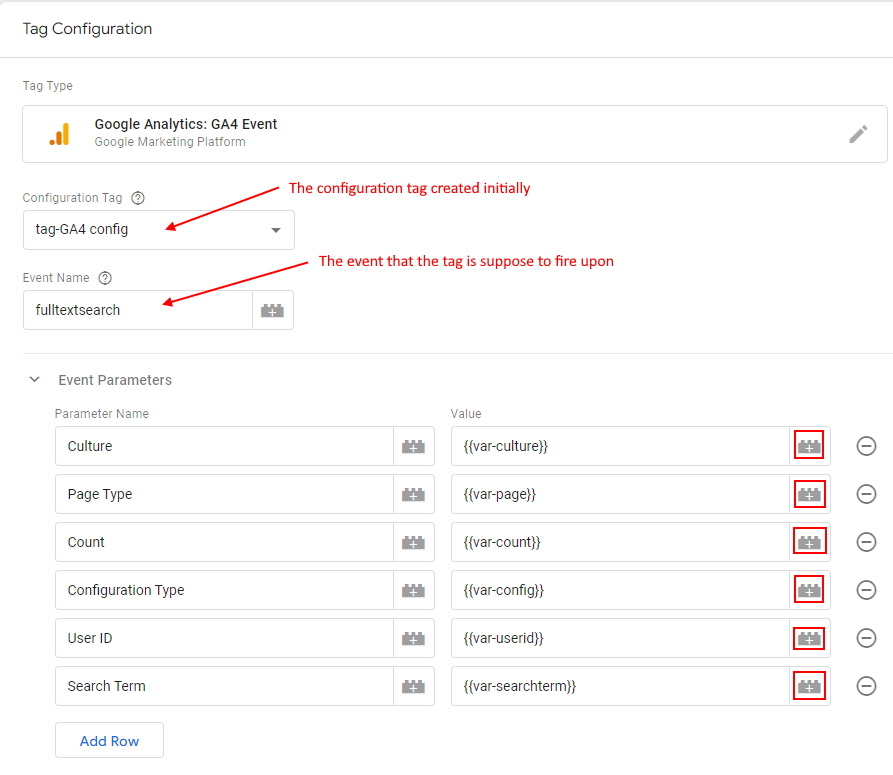 Tag Configuration
Tag Type
Google Analytics: GA4 Event
Google Marketing Platform
The configuration tag created initially
Configuration Tag
tag-GA4 config
The event that the tag is suppose to fire upon
Event Name
fulltextsearch
Event Parameters
Parameter Name Value
Culture {{var-culture}}
Page Type {{var-page}}
Count {{var-count}}
Configuration Type {{var-config}}
User ID {{var-userid}}
Search Term {{var-searchterm}}
Add Row